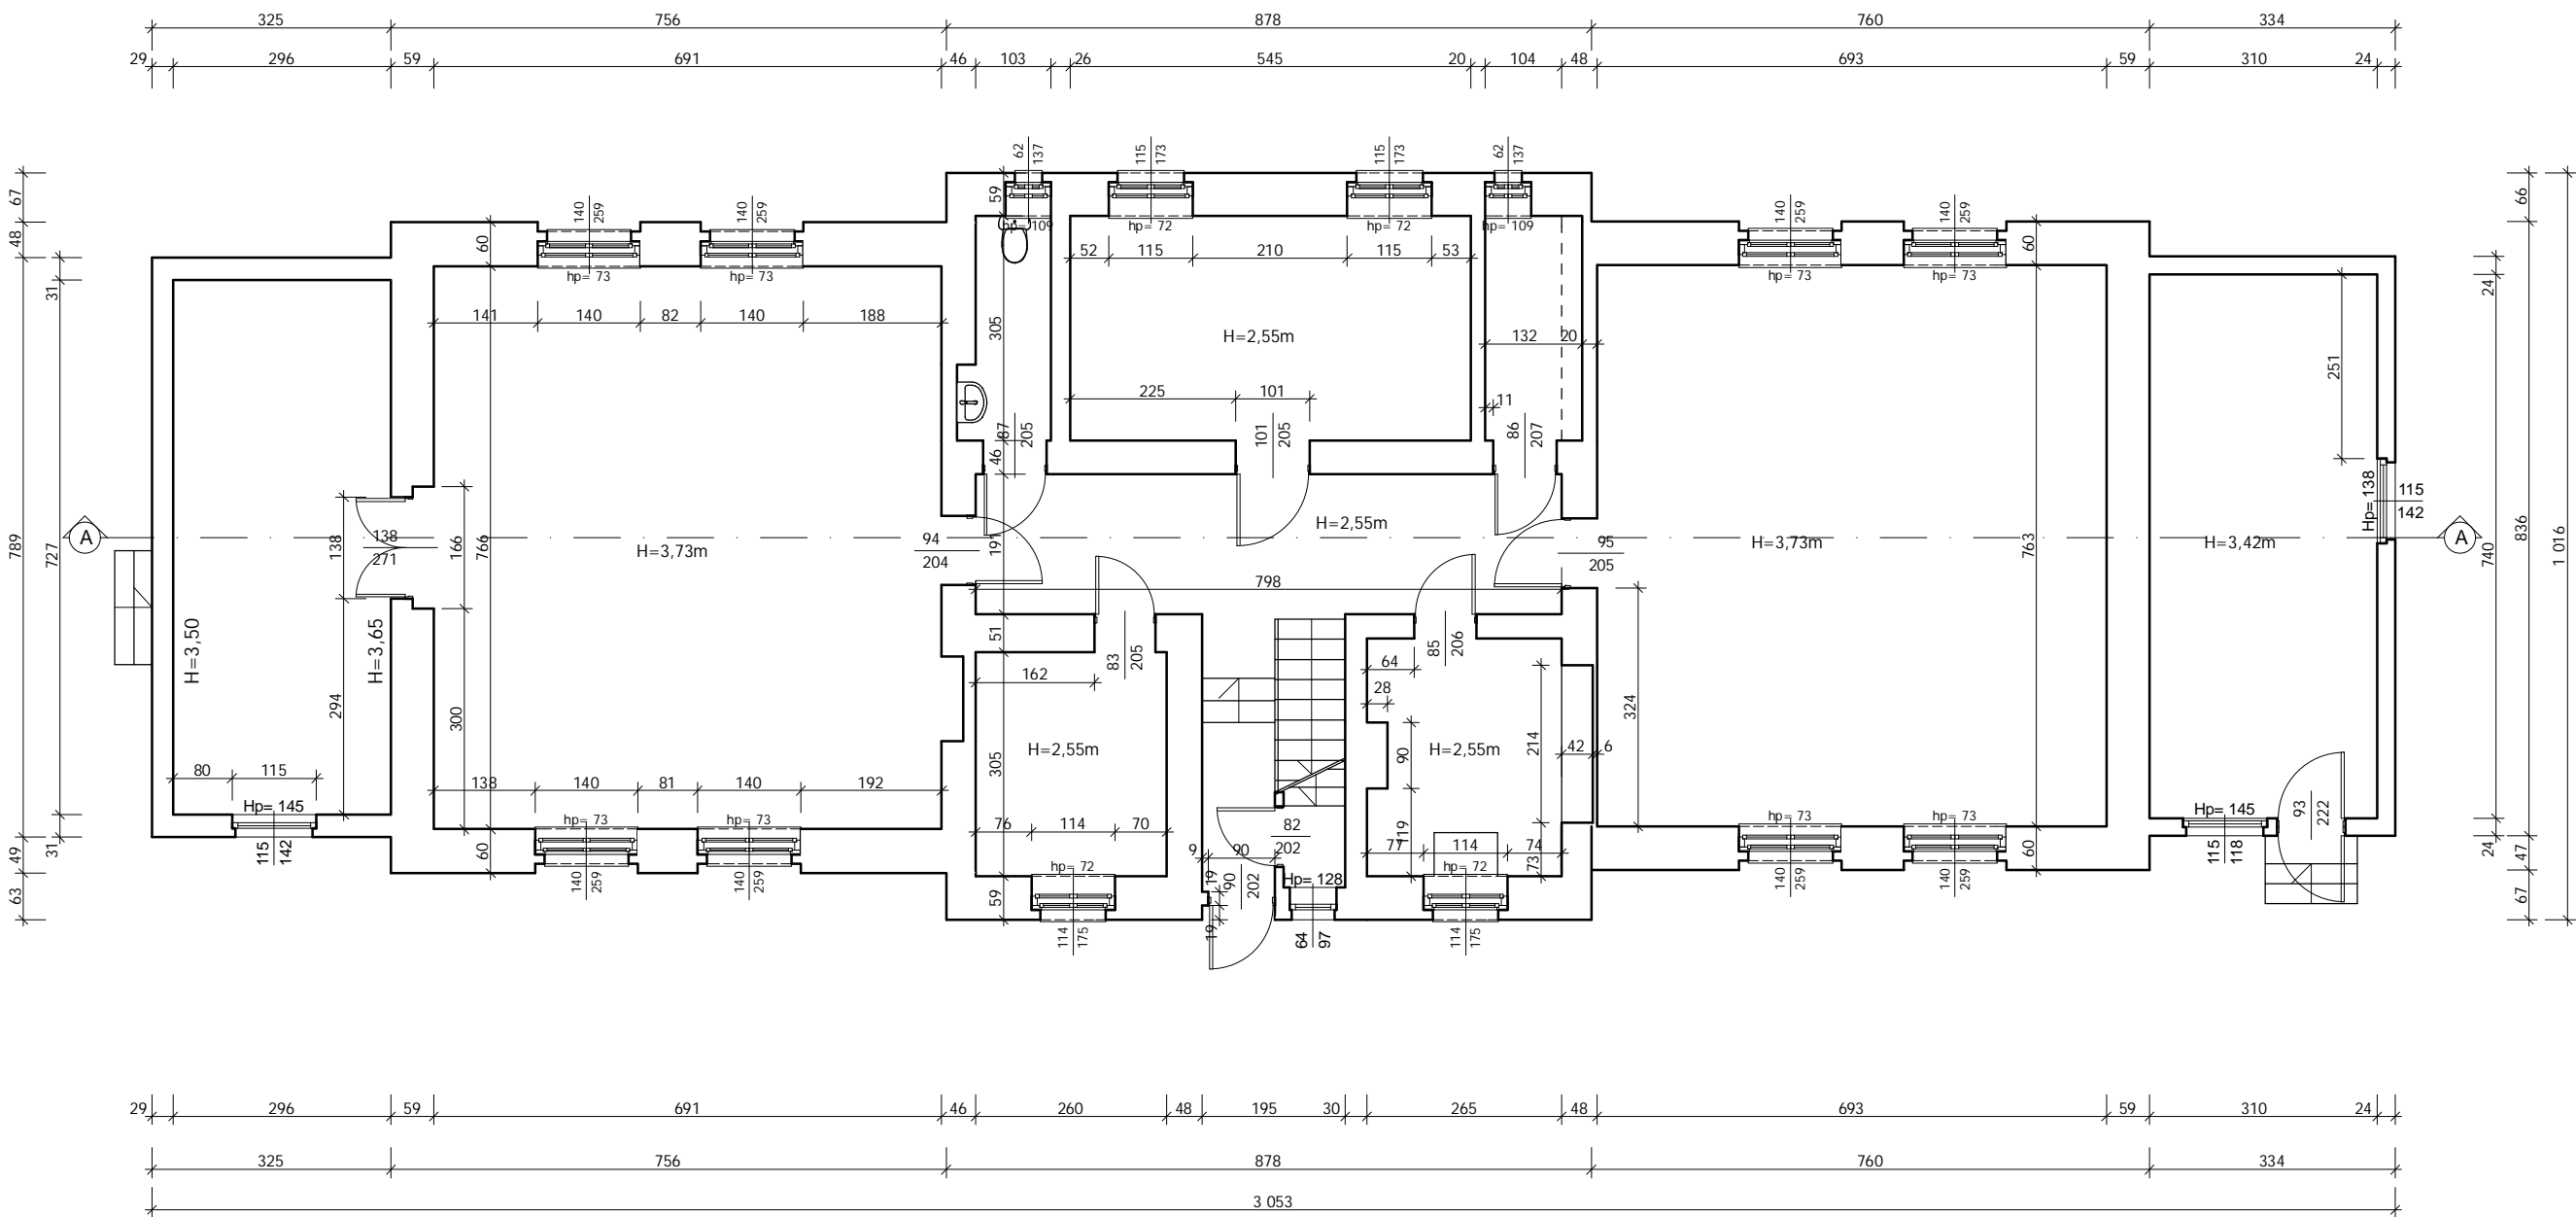 325 756 878 760 334
29 296 59 691 46 103 26 545 20 104 48 693 59 310 24
62 137 115 173 115 173 62 137
140 259 140 259 140 259 140 259
hp= 109 hp= 72 hp= 72 hp= 109
hp= 73 hp= 73 hp= 73 hp= 73
67 48 789 49 63
31 727 31
60 59 60
52 115 210 115 53
141 140 82 140 188
305 H=2,55m 132 20
251
225 101 11
87 205 101 205 86 207
46
Hp= 138 115 142
A 138 138 271 166 766 H=3,73m 94 204 191 H=2,55m 95 205 H=3,73m 763 H=3,42m A
798
66 836 47 67
24 740 24
1 016
H=3,50 H=3,65
51 83 205 85 206
162 64
28
294 300 324
H=2,55m 90 H=2,55m 214 42 6
305
80 115
138 140 81 140 192
Hp= 145 hp= 73 hp= 73 hp= 73 hp= 73 Hp= 145
76 114 70 82 202 119 77 114 74 73
9 90
93 222
115 142 60 hp= 72 19 90 202 Hp= 128 hp= 72 60 115 118
140 259 140 259 59 19 140 259 140 259
114 175 64 97 114 175
29 296 59 691 46 260 48 195 30 265 48 693 59 310 24
325 756 878 760 334
3 053